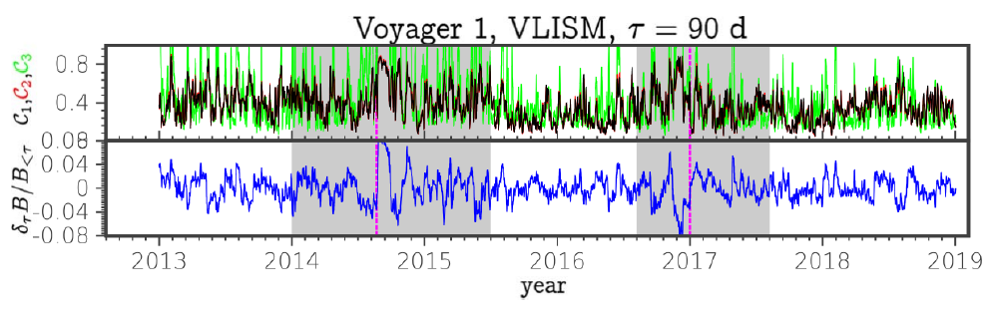 Voyager 1, VLISM, τ = 90 d
C₁,C₂,C₃
0.8
0.4
0.08
δτB/B<τ
0.04
0
-0.04
-0.08
2013 2014 2015 2016 2017 2018 2019
year